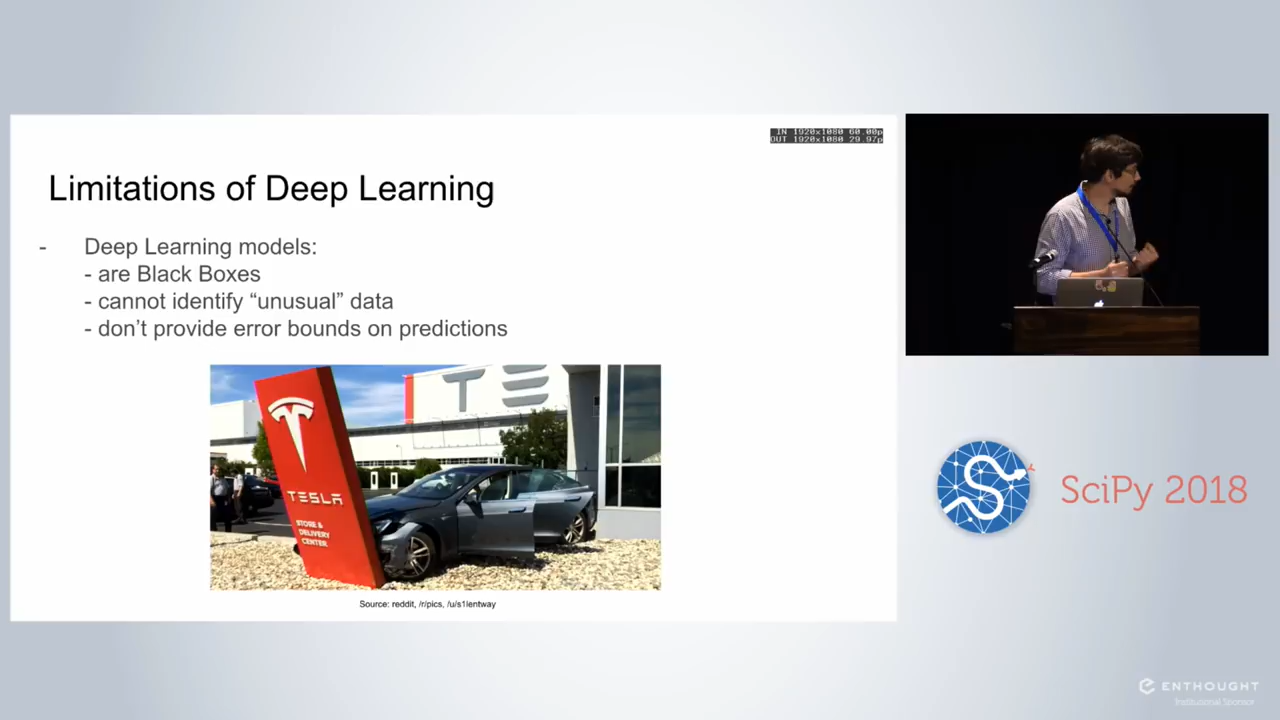 IN 1920x1080 60.00p
OUT 1920x1080 29.97p
Limitations of Deep Learning
- Deep Learning models:
- are Black Boxes
- cannot identify “unusual” data
- don’t provide error bounds on predictions
TESLA
STORE &
DELIVERY
CENTER
TE
Source: reddit, /r/pics, /u/s1lentway
SciPy 2018
ENTHOUGHT
Institutional Sponsor